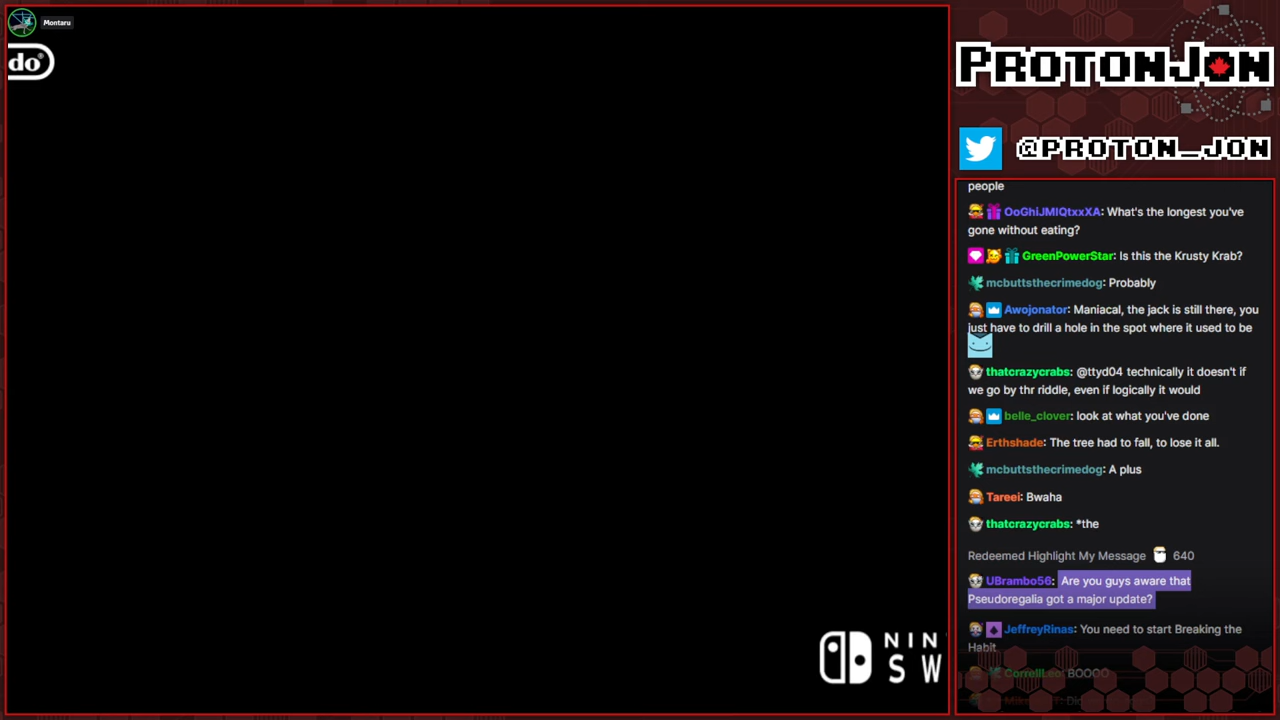 Montaru
do®
NIN
SW
PROTONJON
@PROTON_JON
people
OoGhiJMIQtxxXA: What's the longest you've
gone without eating?
GreenPowerStar: Is this the Krusty Krab?
mcbuttsthecrimedog: Probably
Awojonator: Maniacal, the jack is still there, you
just have to drill a hole in the spot where it used to be
thatcrazycrabs: @ttyd04 technically it doesn't if
we go by thr riddle, even if logically it would
belle_clover: look at what you've done
Erthshade: The tree had to fall, to lose it all.
mcbuttsthecrimedog: A plus
Tareei: Bwaha
thatcrazycrabs: *the
Redeemed Highlight My Message 640
UBrambo56: Are you guys aware that
Pseudoregalia got a major update?
JeffreyRinas: You need to start Breaking the
Habit
BOOOO